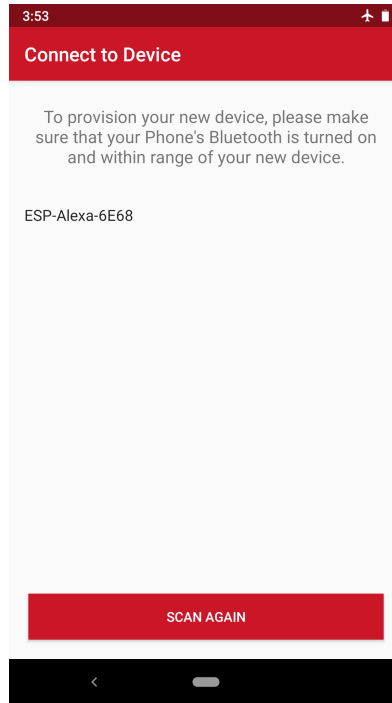 3:53
Connect to Device
To provision your new device, please make
sure that your Phone's Bluetooth is turned on
and within range of your new device.
ESP-Alexa-6E68
SCAN AGAIN